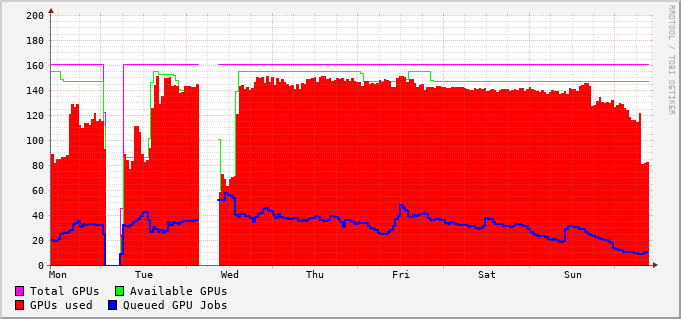 200
180
160
140
120
100
80
60
40
20
0
Mon Tue Wed Thu Fri Sat Sun
Total GPUs Available GPUs
GPUs used Queued GPU Jobs
RRDTOOL / TOBI OETIKER